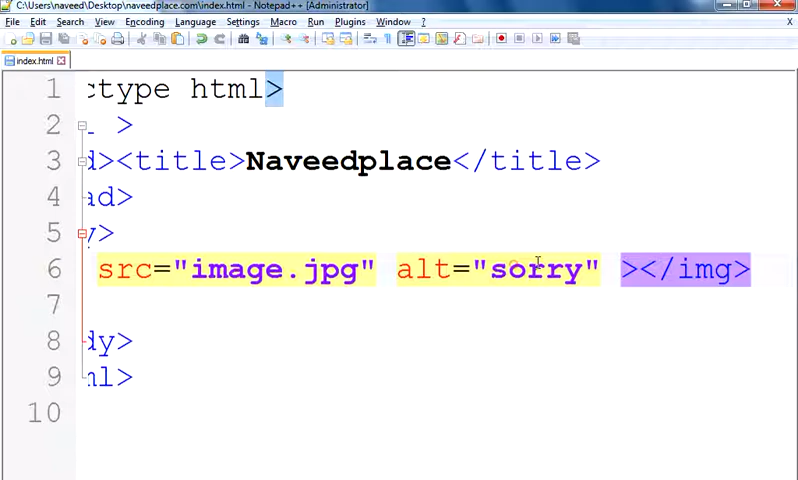 C:\Users\naveed\Desktop\naveedplace.com\index.html - Notepad++ [Administrator]
File Edit Search View Encoding Language Settings Macro Run Plugins Window ?
index.html
1 ctype html>
2 >
3 d><title>Naveedplace</title>
4 ad>
5 y>
6 src="image.jpg" alt="sorry" ></img>
7
8 dy>
9 ml>
10